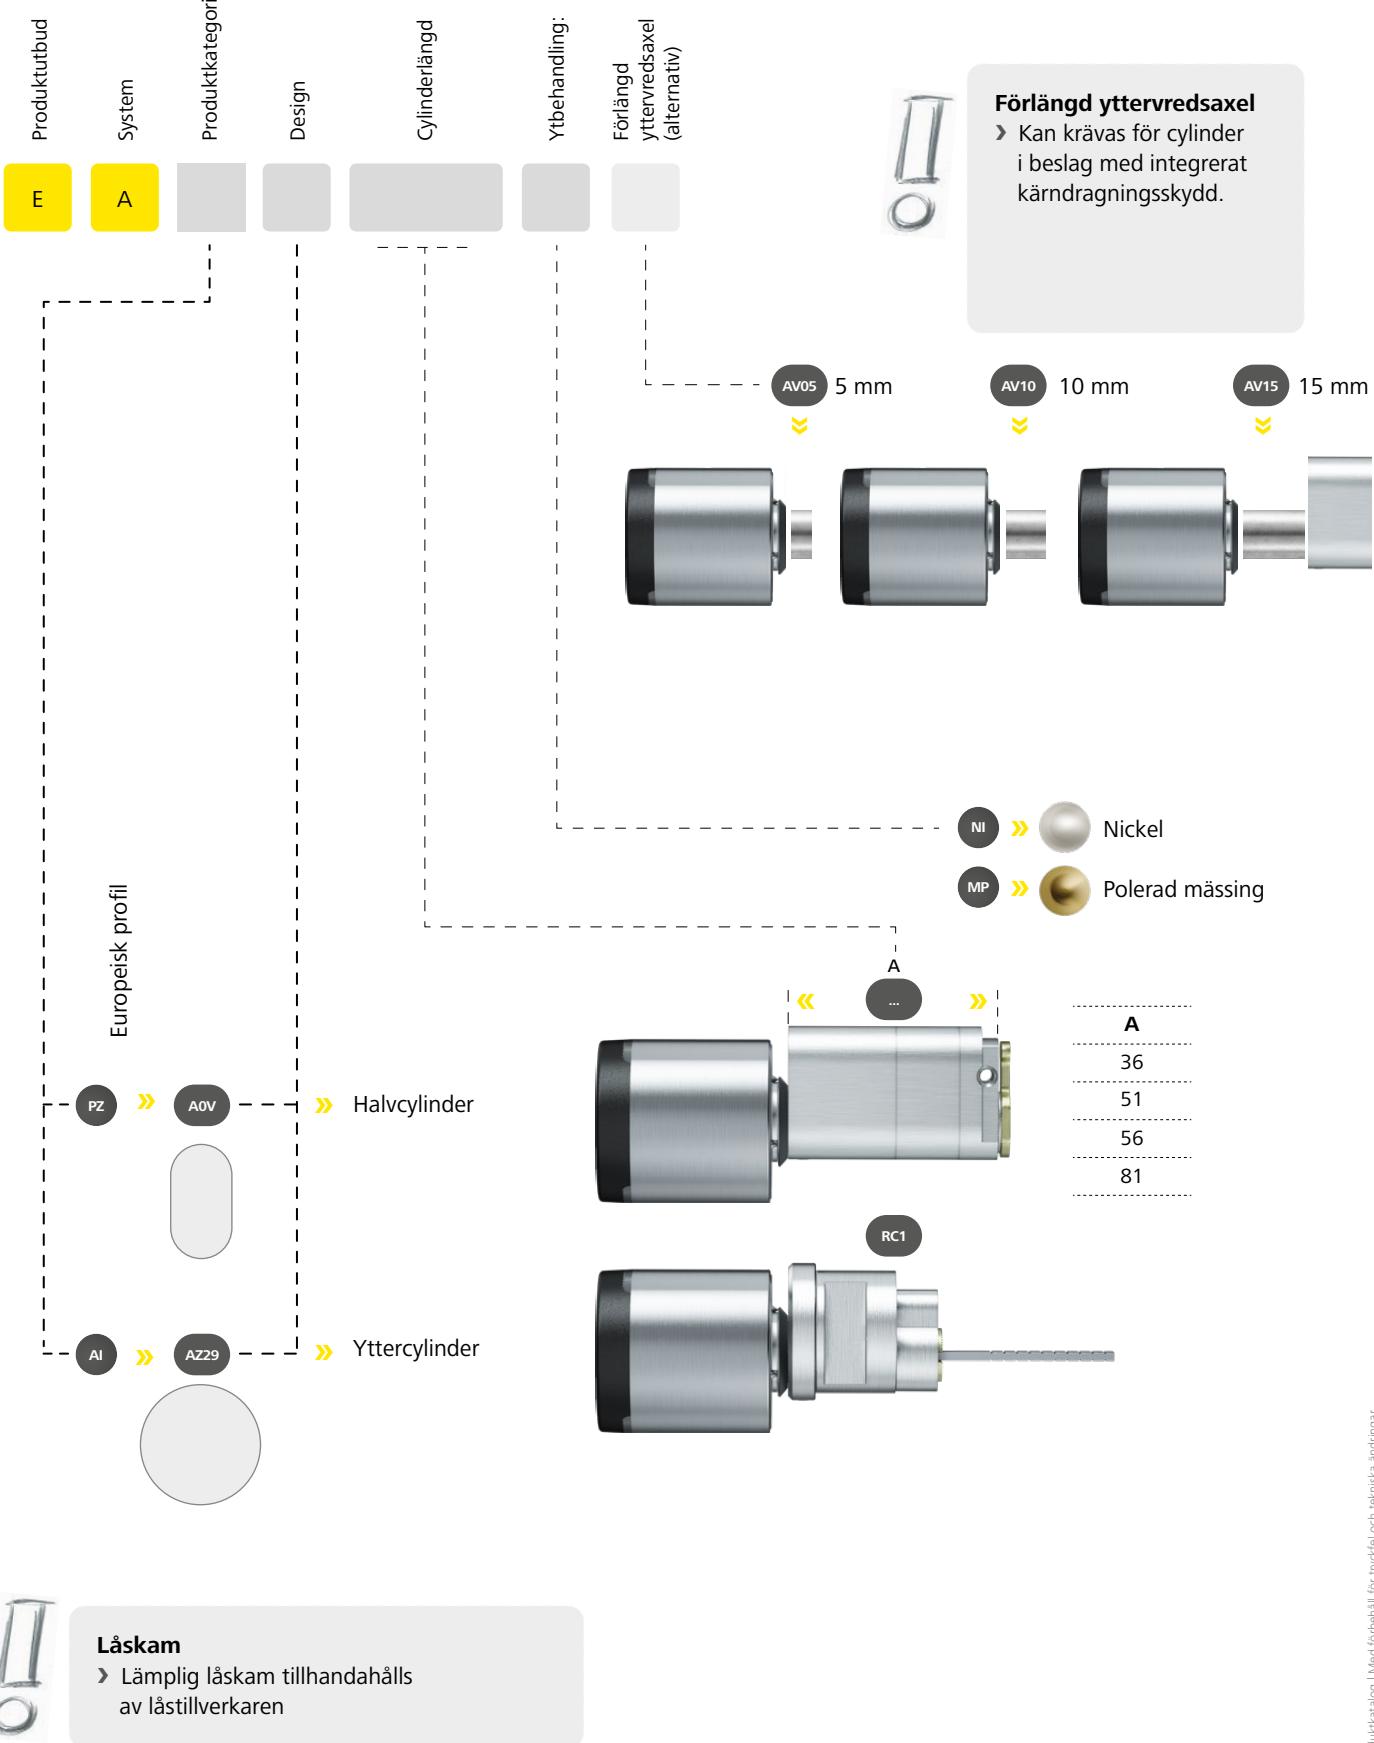 Produktutbud
System
Produktkategori
Design
Cylinderlängd
Ytbehandling:
Förlängd
yttervredsaxel
(alternativ)
E
A
Förlängd yttervredsaxel
› Kan krävas för cylinder
i beslag med integrerat
kärndragningsskydd.
AV05 5 mm
AV10 10 mm
AV15 15 mm
NI » Nickel
MP » Polerad mässing
Europeisk profil
A
« ... »
A
36
51
56
81
PZ » A0V » Halvcylinder
RC1
AI » AZ29 » Yttercylinder
Låskam
› Lämplig låskam tillhandahålls
av låstillverkaren
| Med förbehåll för tryckfel och tekniska ändringar